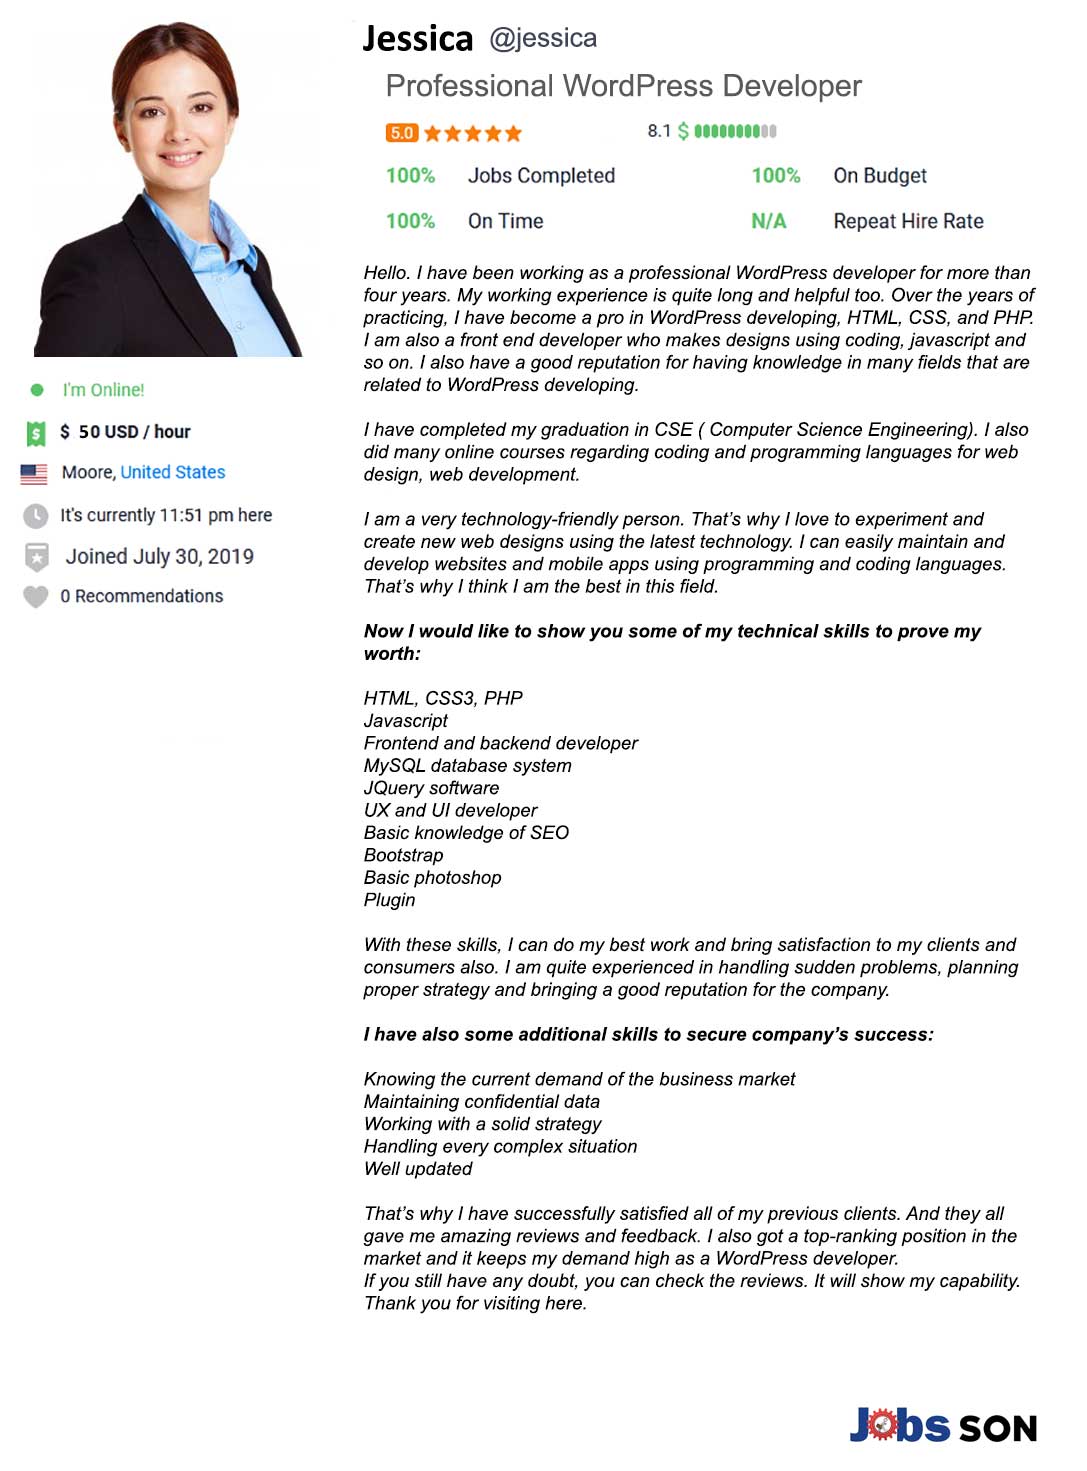 Jessica @jessica
Professional WordPress Developer
5.0 8.1 $
100% Jobs Completed 100% On Budget
100% On Time N/A Repeat Hire Rate
I'm Online!
$ 50 USD / hour
Moore, United States
It's currently 11:51 pm here
Joined July 30, 2019
0 Recommendations
Hello. I have been working as a professional WordPress developer for more than
four years. My working experience is quite long and helpful too. Over the years of
practicing, I have become a pro in WordPress developing, HTML, CSS, and PHP.
I am also a front end developer who makes designs using coding, javascript and
so on. I also have a good reputation for having knowledge in many fields that are
related to WordPress developing.
I have completed my graduation in CSE ( Computer Science Engineering). I also
did many online courses regarding coding and programming languages for web
design, web development.
I am a very technology-friendly person. That’s why I love to experiment and
create new web designs using the latest technology. I can easily maintain and
develop websites and mobile apps using programming and coding languages.
That’s why I think I am the best in this field.
Now I would like to show you some of my technical skills to prove my
worth:
HTML, CSS3, PHP
Javascript
Frontend and backend developer
MySQL database system
JQuery software
UX and UI developer
Basic knowledge of SEO
Bootstrap
Basic photoshop
Plugin
With these skills, I can do my best work and bring satisfaction to my clients and
consumers also. I am quite experienced in handling sudden problems, planning
proper strategy and bringing a good reputation for the company.
I have also some additional skills to secure company’s success:
Knowing the current demand of the business market
Maintaining confidential data
Working with a solid strategy
Handling every complex situation
Well updated
That’s why I have successfully satisfied all of my previous clients. And they all
gave me amazing reviews and feedback. I also got a top-ranking position in the
market and it keeps my demand high as a WordPress developer.
If you still have any doubt, you can check the reviews. It will show my capability.
Thank you for visiting here.
Jobs SON